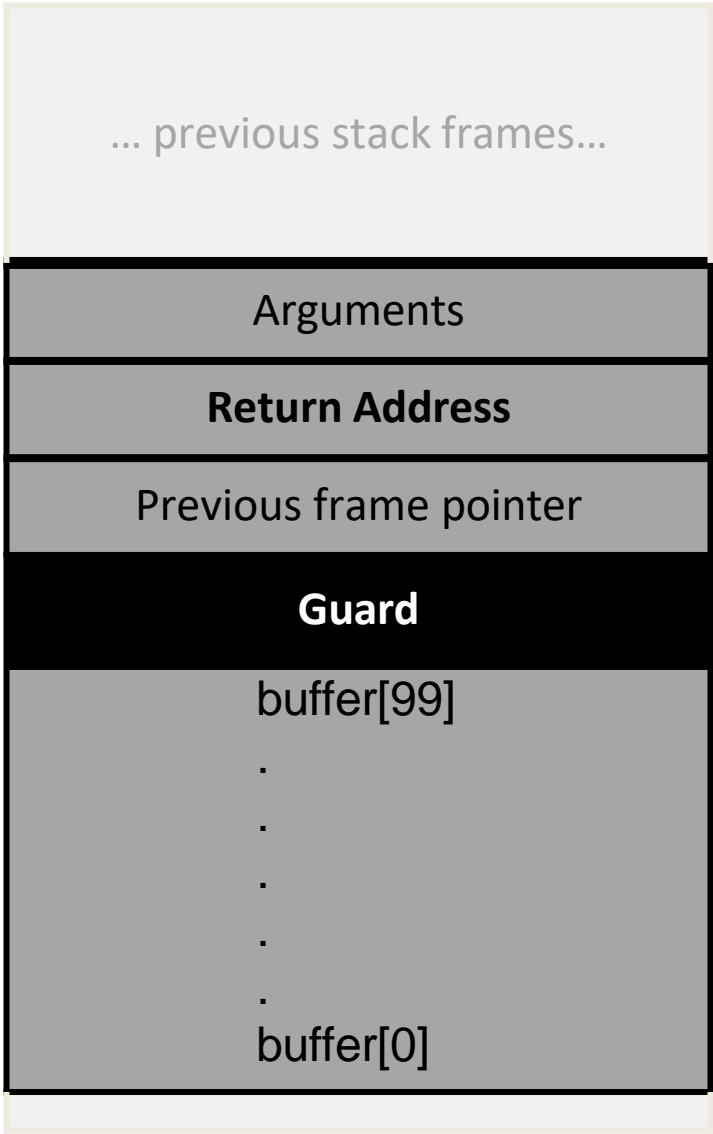 ... previous stack frames...
Arguments
Return Address
Previous frame pointer
Guard
buffer[99]
.
.
.
.
.
buffer[0]